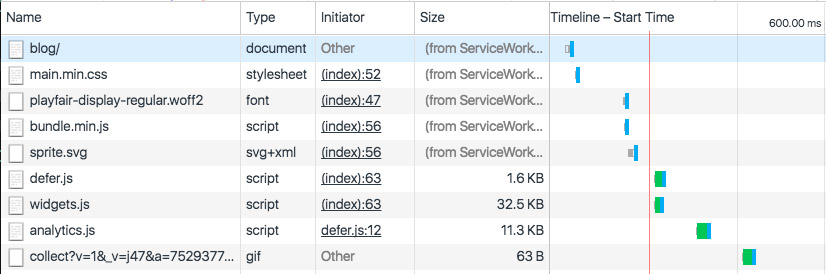 Name Type Initiator Size Timeline – Start Time 600.00 ms
blog/ document Other (from ServiceWork...
main.min.css stylesheet (index):52 (from ServiceWork...
playfair-display-regular.woff2 font (index):47 (from ServiceWork...
bundle.min.js script (index):56 (from ServiceWork...
sprite.svg svg+xml (index):56 (from ServiceWork...
defer.js script (index):63 1.6 KB
widgets.js script (index):63 32.5 KB
analytics.js script defer.js:12 11.3 KB
collect?v=1&_v=j47&a=7529377... gif Other 63 B